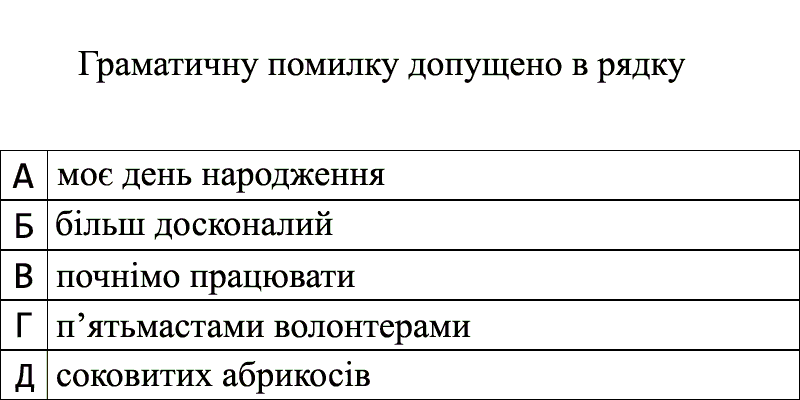 Граматичну помилку допущено в рядку
А моє день народження
Б більш досконалий
В почнімо працювати
Г п’ятьмастами волонтерами
Д соковитих абрикосів